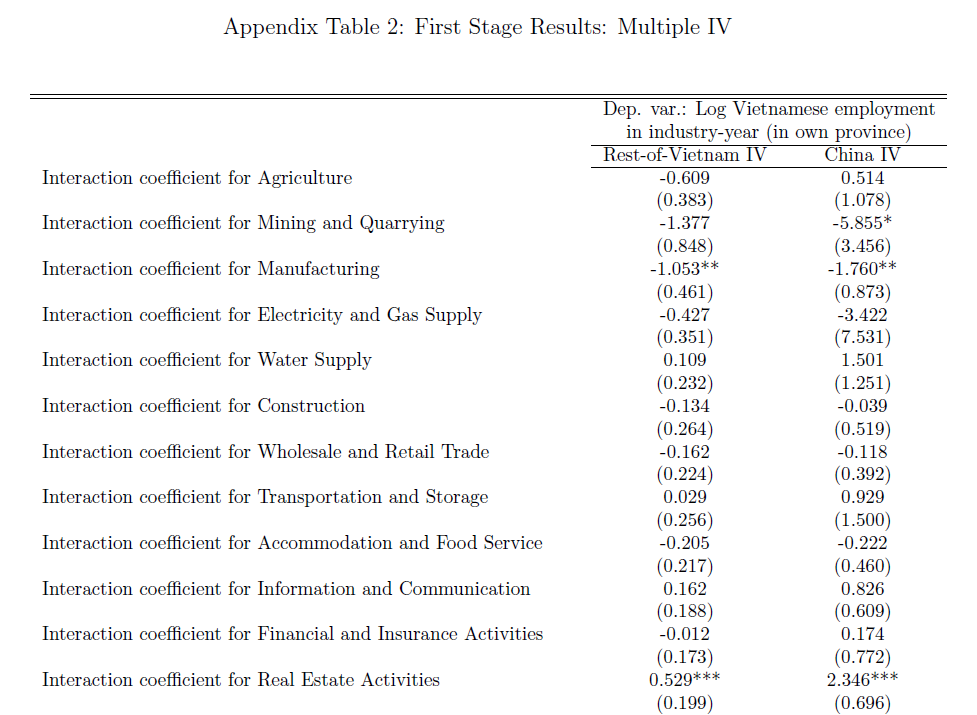 Appendix Table 2: First Stage Results: Multiple IV
Dep. var.: Log Vietnamese employment
in industry-year (in own province)
Rest-of-Vietnam IV China IV
Interaction coefficient for Agriculture -0.609 0.514
(0.383) (1.078)
Interaction coefficient for Mining and Quarrying -1.377 -5.855*
(0.848) (3.456)
Interaction coefficient for Manufacturing -1.053** -1.760**
(0.461) (0.873)
Interaction coefficient for Electricity and Gas Supply -0.427 -3.422
(0.351) (7.531)
Interaction coefficient for Water Supply 0.109 1.501
(0.232) (1.251)
Interaction coefficient for Construction -0.134 -0.039
(0.264) (0.519)
Interaction coefficient for Wholesale and Retail Trade -0.162 -0.118
(0.224) (0.392)
Interaction coefficient for Transportation and Storage 0.029 0.929
(0.256) (1.500)
Interaction coefficient for Accommodation and Food Service -0.205 -0.222
(0.217) (0.460)
Interaction coefficient for Information and Communication 0.162 0.826
(0.188) (0.609)
Interaction coefficient for Financial and Insurance Activities -0.012 0.174
(0.173) (0.772)
Interaction coefficient for Real Estate Activities 0.529*** 2.346***
(0.199) (0.696)